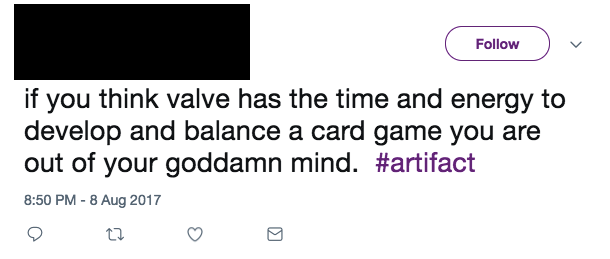 Follow
if you think valve has the time and energy to
develop and balance a card game you are
out of your goddamn mind. #artifact
8:50 PM - 8 Aug 2017